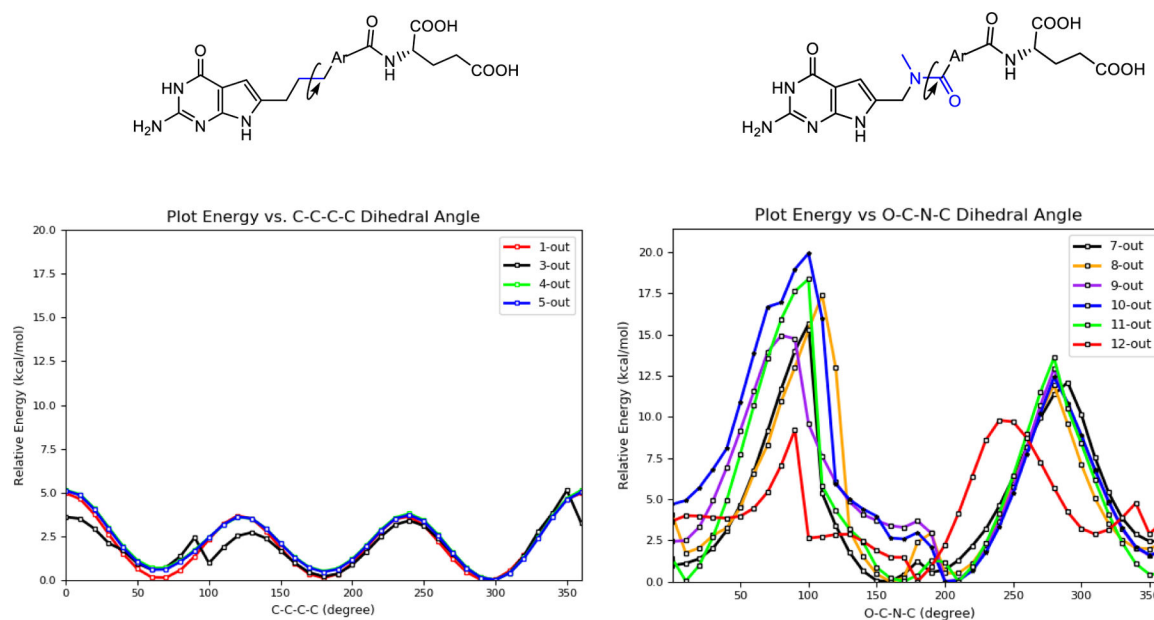 O
COOH
O
Ar
N
H
HN
COOH
H₂N
N
N
H
O
COOH
O
Ar
N
H
N
HN
COOH
O
H₂N
N
N
H
Plot Energy vs. C-C-C-C Dihedral Angle
Relative Energy (kcal/mol)
20.0
17.5
15.0
12.5
10.0
7.5
5.0
2.5
0.0
0 50 100 150 200 250 300 350
C-C-C-C (degree)
1-out
3-out
4-out
5-out
Plot Energy vs O-C-N-C Dihedral Angle
Relative Energy (kcal/mol)
20.0
17.5
15.0
12.5
10.0
7.5
5.0
2.5
0.0
50 100 150 200 250 300 350
O-C-N-C (degree)
7-out
8-out
9-out
10-out
11-out
12-out